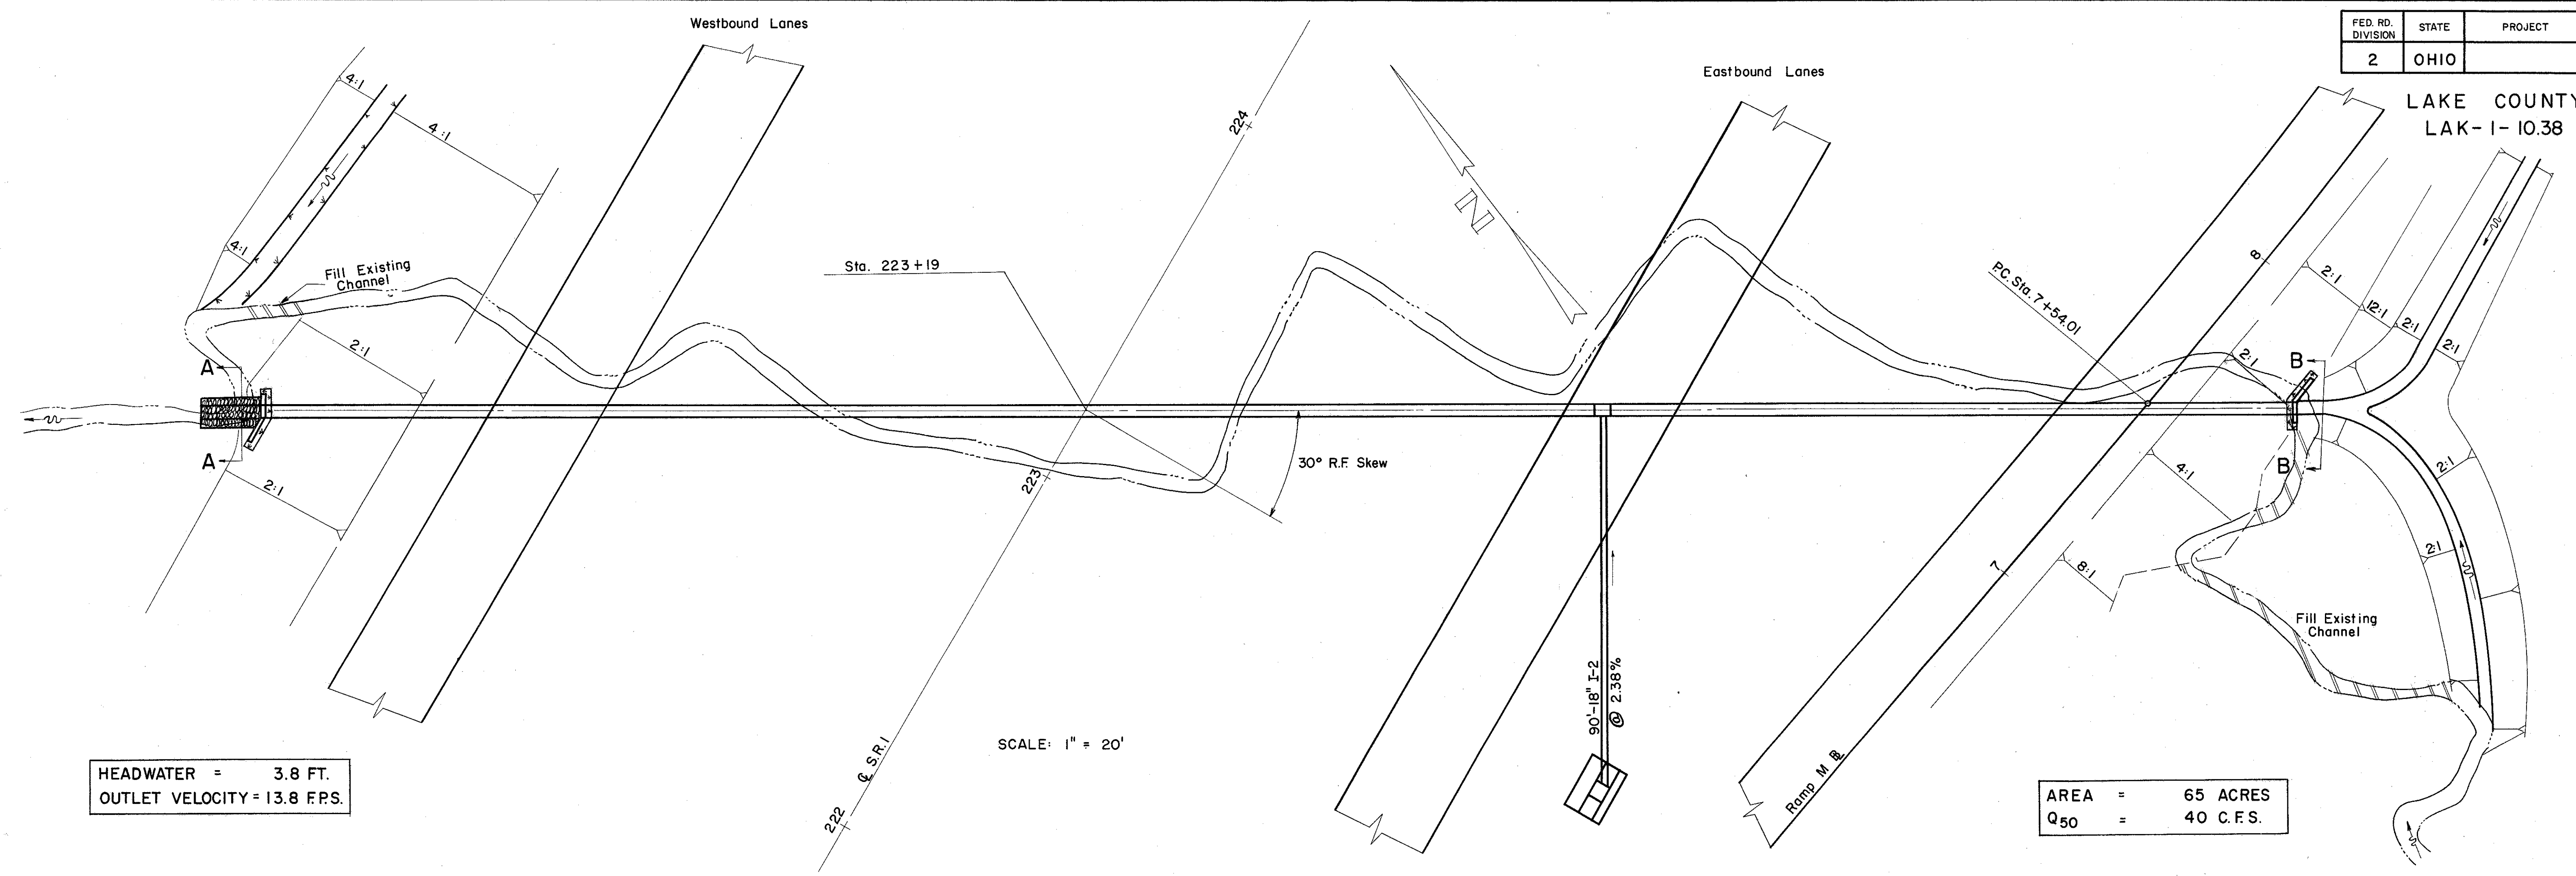 Westbound Lanes
Eastbound Lanes
FED. RD. DIVISION
STATE
PROJECT
2
OHIO
LAKE COUNTY
LAK-1-10.38
4:1
4:1
4:1
Fill Existing
Channel
224
N
Sta. 223+19
P.C. Sta. 7+54.01
8
2:1
12:1
2:1
2:1
2:1
B
A
2:1
A
2:1
223
30° R.F. Skew
4:1
B
2:1
2:1
7
8:1
Fill Existing
Channel
90'-18" I-2
@ 2.38%
SCALE: 1" = 20'
℄ S.R. 1
222
Ramp M BL
HEADWATER = 3.8 FT.
OUTLET VELOCITY = 13.8 F.P.S.
AREA = 65 ACRES
Q50 = 40 C.F.S.